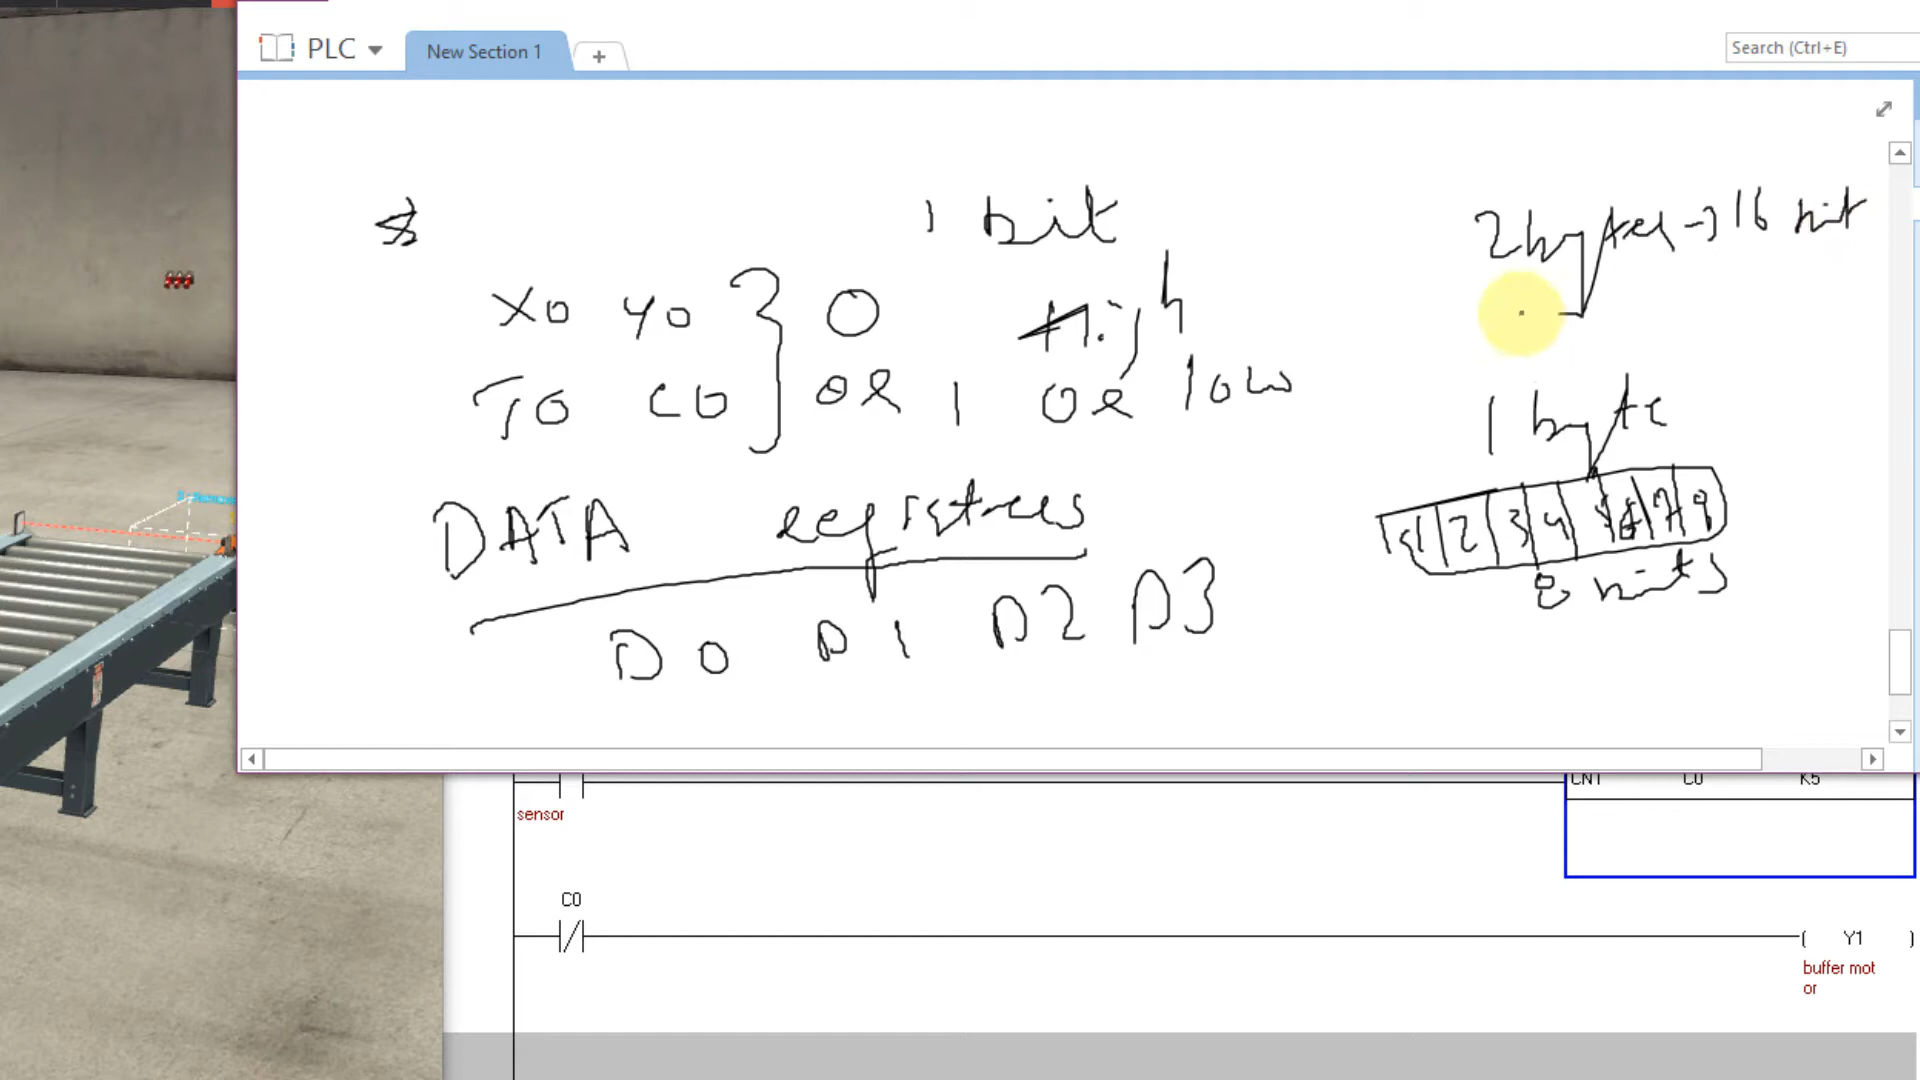 PLC
New Section 1
+
Search (Ctrl+E)
1 bit
2 bytes → 16 bit
X0 Y0 } 0 High
T0 C0 OR 1 OR low
1 byte
1 2 3 4 5 6 7 8
8 bits
DATA registres
D0 D1 D2 D3
CNT C0 K5
sensor
C0
( Y1 )
buffer mot
or